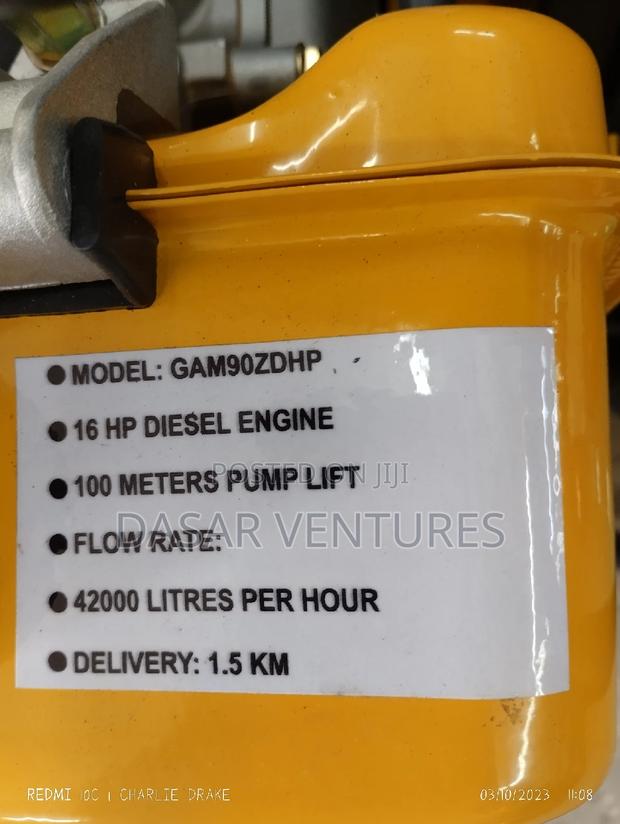 ● MODEL: GAM90ZDHP
● 16 HP DIESEL ENGINE
POSTED ON JIJI
● 100 METERS PUMP LIFT
DASAR VENTURES
● FLOW RATE:
● 42000 LITRES PER HOUR
● DELIVERY: 1.5 KM
REDMI 10C | CHARLIE DRAKE
03/10/2023 11:08